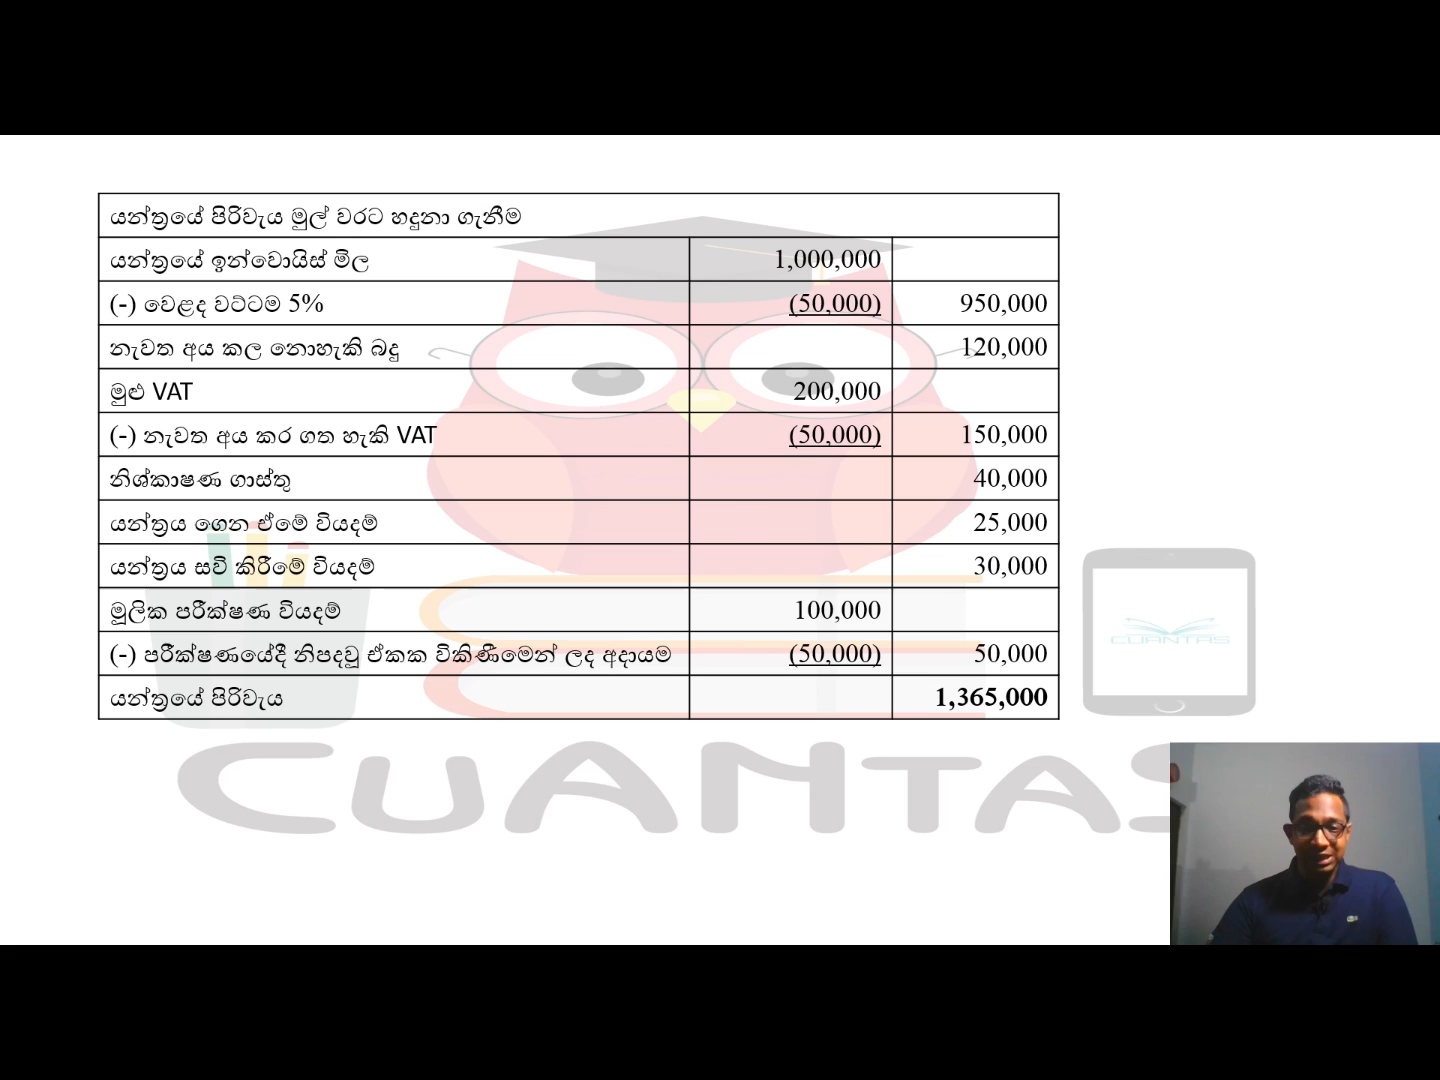 යන්ත්‍රයේ පිරිවැය මුල් වරට හදුනා ගැනීම
යන්ත්‍රයේ ඉන්වොයිස් මිල 1,000,000
(-) වෙළද වට්ටම 5% (50,000) 950,000
නැවත අය කල නොහැකි බදු 120,000
මුළු VAT 200,000
(-) නැවත අය කර ගත හැකි VAT (50,000) 150,000
නිශ්කාෂණ ගාස්තු 40,000
යන්ත්‍රය ගෙන ඒමේ වියදම් 25,000
යන්ත්‍රය සවි කිරීමේ වියදම් 30,000
මූලික පරීක්ෂණ වියදම් 100,000
(-) පරීක්ෂණයේදී නිපදවූ ඒකක විකිණීමෙන් ලද අදායම (50,000) 50,000
යන්ත්‍රයේ පිරිවැය 1,365,000
CUANTAS
CUANTAS